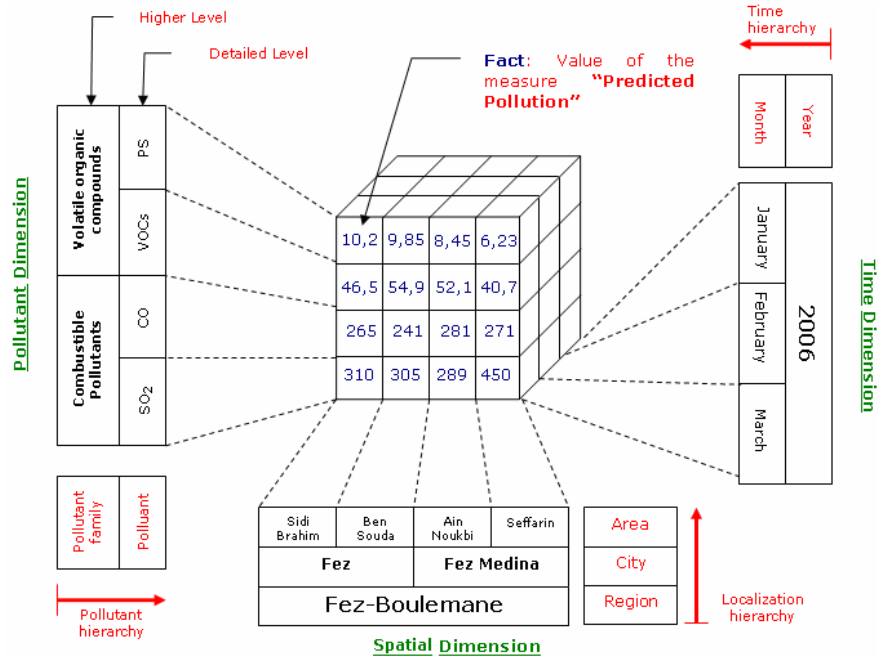 Higher Level
Detailed Level
Fact: Value of the
measure "Predicted
Pollution"
Time
hierarchy
Month
Year
Pollutant Dimension
Volatile organic
compounds
PS
VOCs
Combustible
Pollutants
CO
SO2
10,2 9,85 8,45 6,23
46,5 54,9 52,1 40,7
265 241 281 271
310 305 289 450
January
February
March
2006
Time Dimension
Pollutant
family
Polluant
Pollutant
hierarchy
Sidi
Brahim
Ben
Souda
Ain
Noukbi
Seffarin
Fez
Fez Medina
Fez-Boulemane
Area
City
Region
Localization
hierarchy
Spatial Dimension